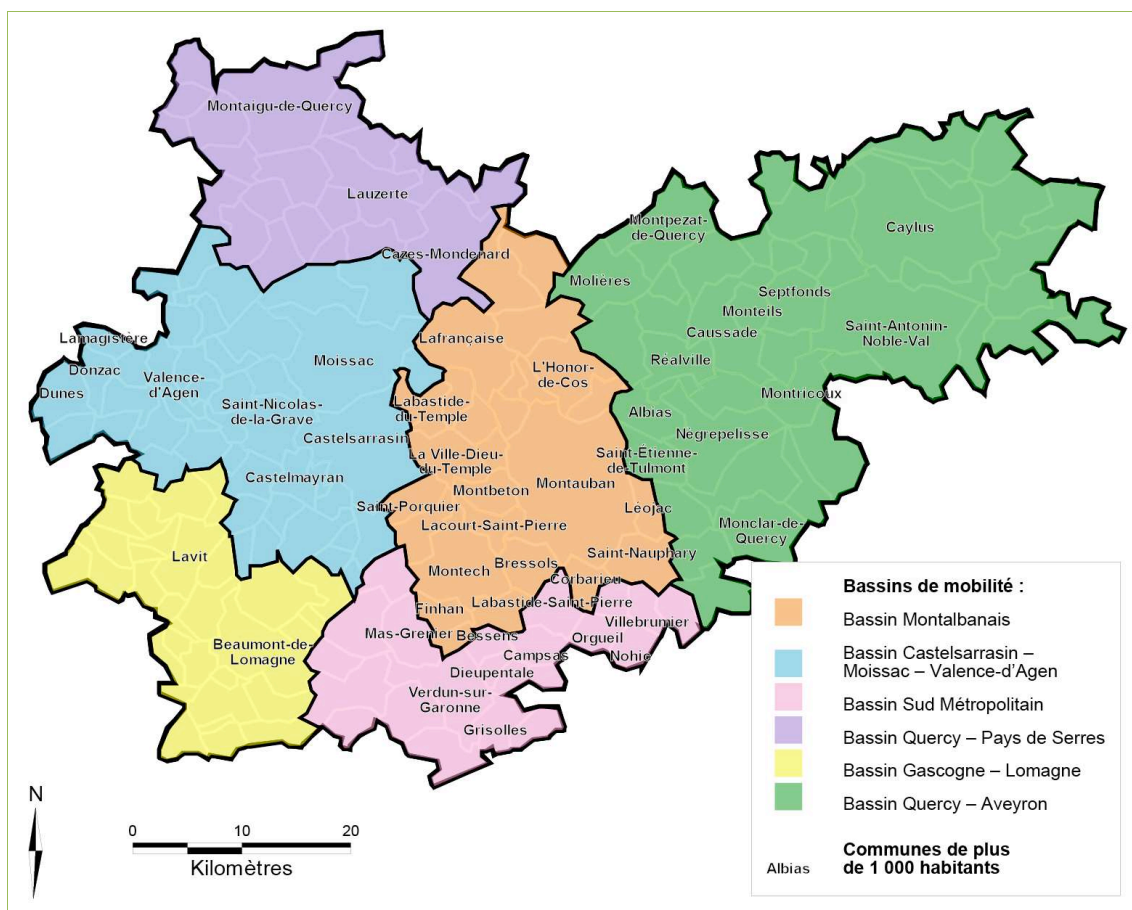 Montaigu-de-Quercy
Lauzerte
Cazes-Mondenard
Montpezat-
de-Quercy
Caylus
Molières
Septfonds
Monteils
Caussade
Saint-Antonin-
Noble-Val
Réalville
Montricoux
Albias
Nègrepelisse
Saint-Étienne-
de-Tulmont
Monclar-de-
Quercy
Lamagistère
Donzac
Dunes
Valence-
d'Agen
Moissac
Saint-Nicolas-
de-la-Grave
Castelsarrasin
Castelmayran
Saint-Porquier
Lafrançaise
L'Honor-
de-Cos
Labastide-
du-Temple
La Ville-Dieu-
du-Temple
Montbeton
Montauban
Léojac
Lacourt-Saint-Pierre
Saint-Nauphary
Bressols
Montech
Corbarieu
Finhan
Labastide-Saint-Pierre
Villebrumier
Mas-Grenier
Bessens
Orgueil
Campsas
Nohic
Dieupentale
Verdun-sur-
Garonne
Grisolles
Lavit
Beaumont-de-
Lomagne
N
0 10 20
Kilomètres
Bassins de mobilité :
Bassin Montalbanais
Bassin Castelsarrasin –
Moissac – Valence-d’Agen
Bassin Sud Métropolitain
Bassin Quercy – Pays de Serres
Bassin Gascogne – Lomagne
Bassin Quercy – Aveyron
Albias
Communes de plus
de 1 000 habitants